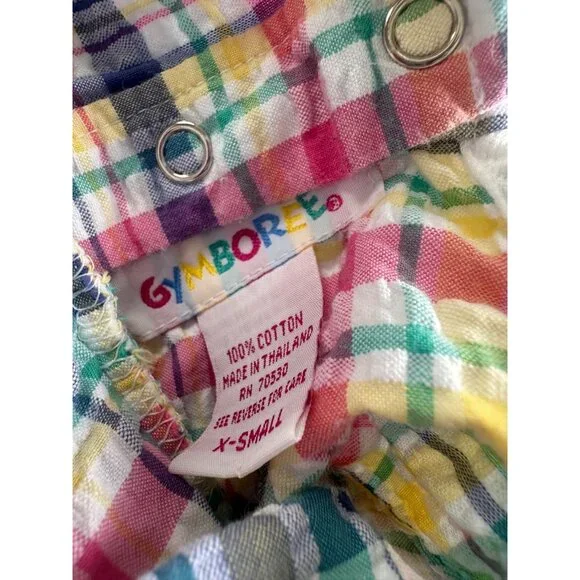 GYMBOREE®
100% COTTON
MADE IN THAILAND
RN 70530
SEE REVERSE FOR CARE
X-SMALL